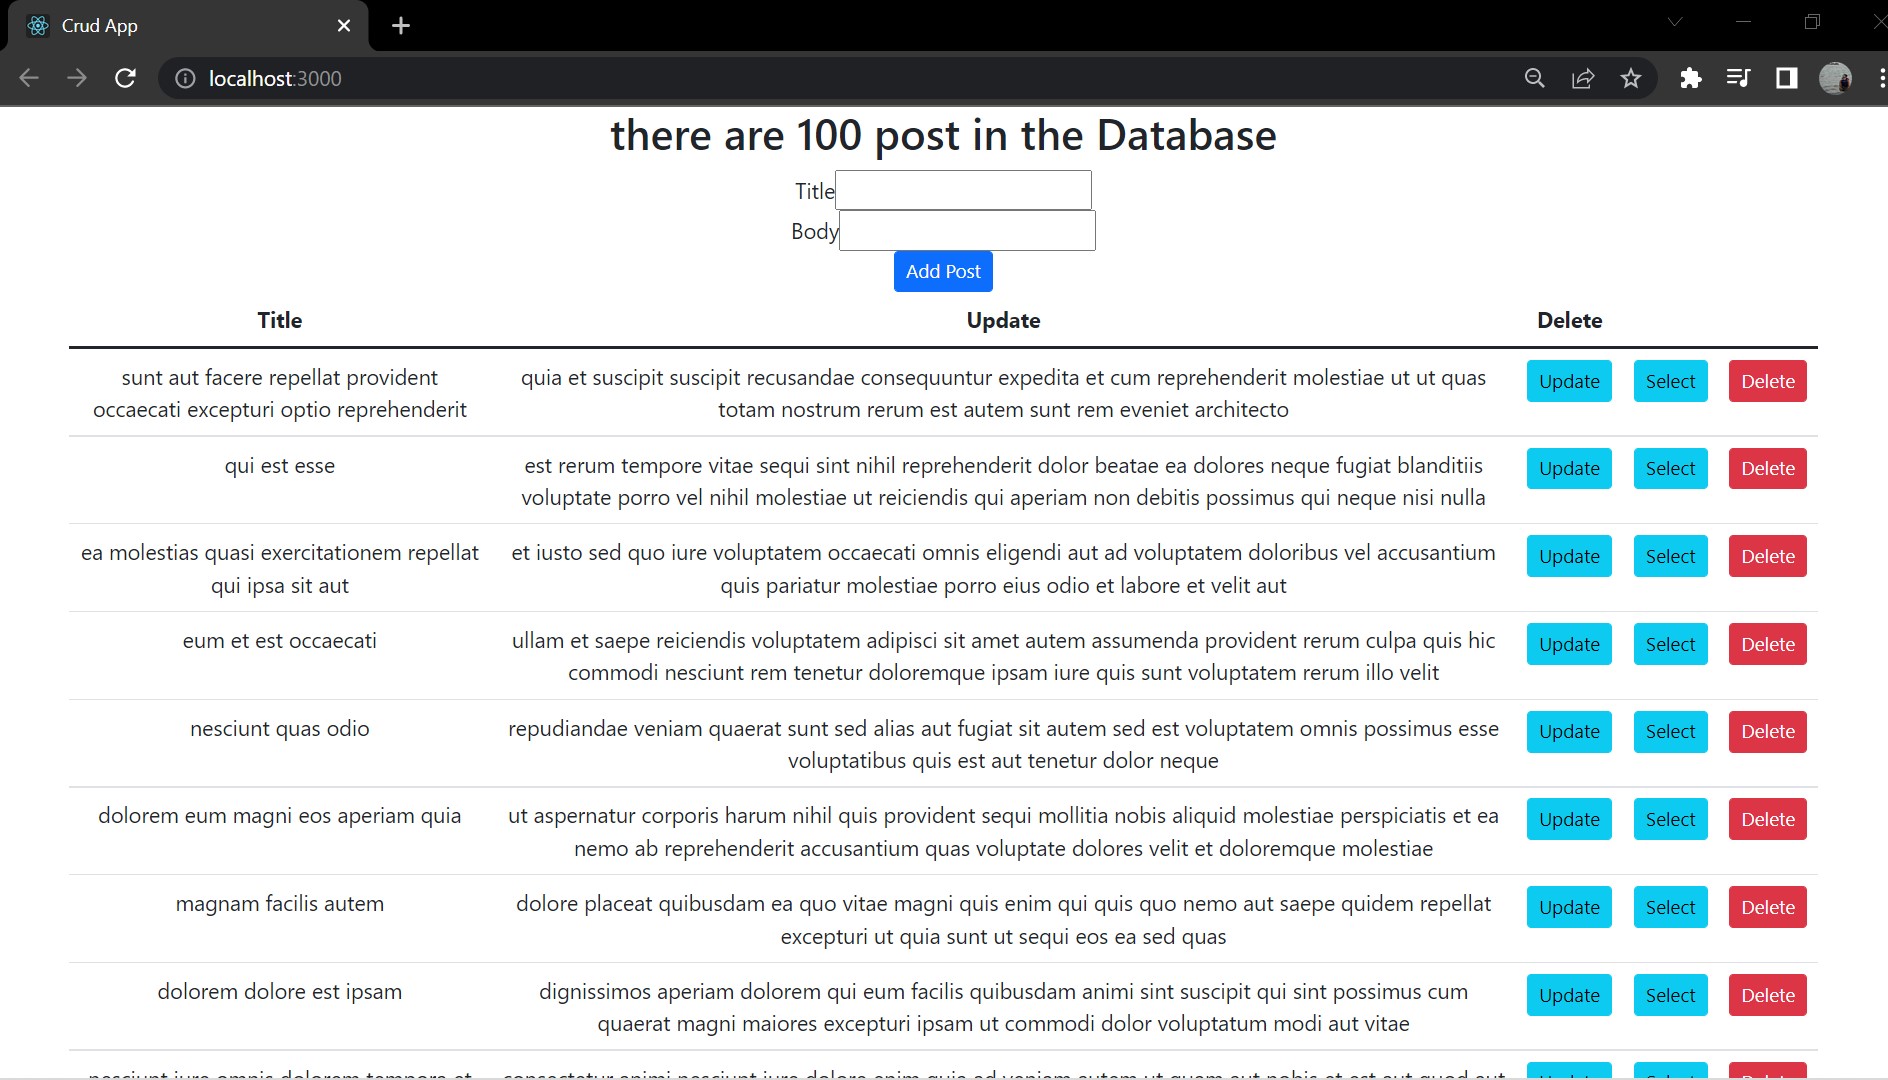 Crud App
localhost:3000
there are 100 post in the Database
Title
Body
Add Post
Title Update Delete
sunt aut facere repellat provident
occaecati excepturi optio reprehenderit
quia et suscipit suscipit recusandae consequuntur expedita et cum reprehenderit molestiae ut ut quas
totam nostrum rerum est autem sunt rem eveniet architecto
Update Select Delete
qui est esse
est rerum tempore vitae sequi sint nihil reprehenderit dolor beatae ea dolores neque fugiat blanditiis
voluptate porro vel nihil molestiae ut reiciendis qui aperiam non debitis possimus qui neque nisi nulla
Update Select Delete
ea molestias quasi exercitationem repellat
qui ipsa sit aut
et iusto sed quo iure voluptatem occaecati omnis eligendi aut ad voluptatem doloribus vel accusantium
quis pariatur molestiae porro eius odio et labore et velit aut
Update Select Delete
eum et est occaecati
ullam et saepe reiciendis voluptatem adipisci sit amet autem assumenda provident rerum culpa quis hic
commodi nesciunt rem tenetur doloremque ipsam iure quis sunt voluptatem rerum illo velit
Update Select Delete
nesciunt quas odio
repudiandae veniam quaerat sunt sed alias aut fugiat sit autem sed est voluptatem omnis possimus esse
voluptatibus quis est aut tenetur dolor neque
Update Select Delete
dolorem eum magni eos aperiam quia
ut aspernatur corporis harum nihil quis provident sequi mollitia nobis aliquid molestiae perspiciatis et ea
nemo ab reprehenderit accusantium quas voluptate dolores velit et doloremque molestiae
Update Select Delete
magnam facilis autem
dolore placeat quibusdam ea quo vitae magni quis enim qui quis quo nemo aut saepe quidem repellat
excepturi ut quia sunt ut sequi eos ea sed quas
Update Select Delete
dolorem dolore est ipsam
dignissimos aperiam dolorem qui eum facilis quibusdam animi sint suscipit qui sint possimus cum
quaerat magni maiores excepturi ipsam ut commodi dolor voluptatum modi aut vitae
Update Select Delete